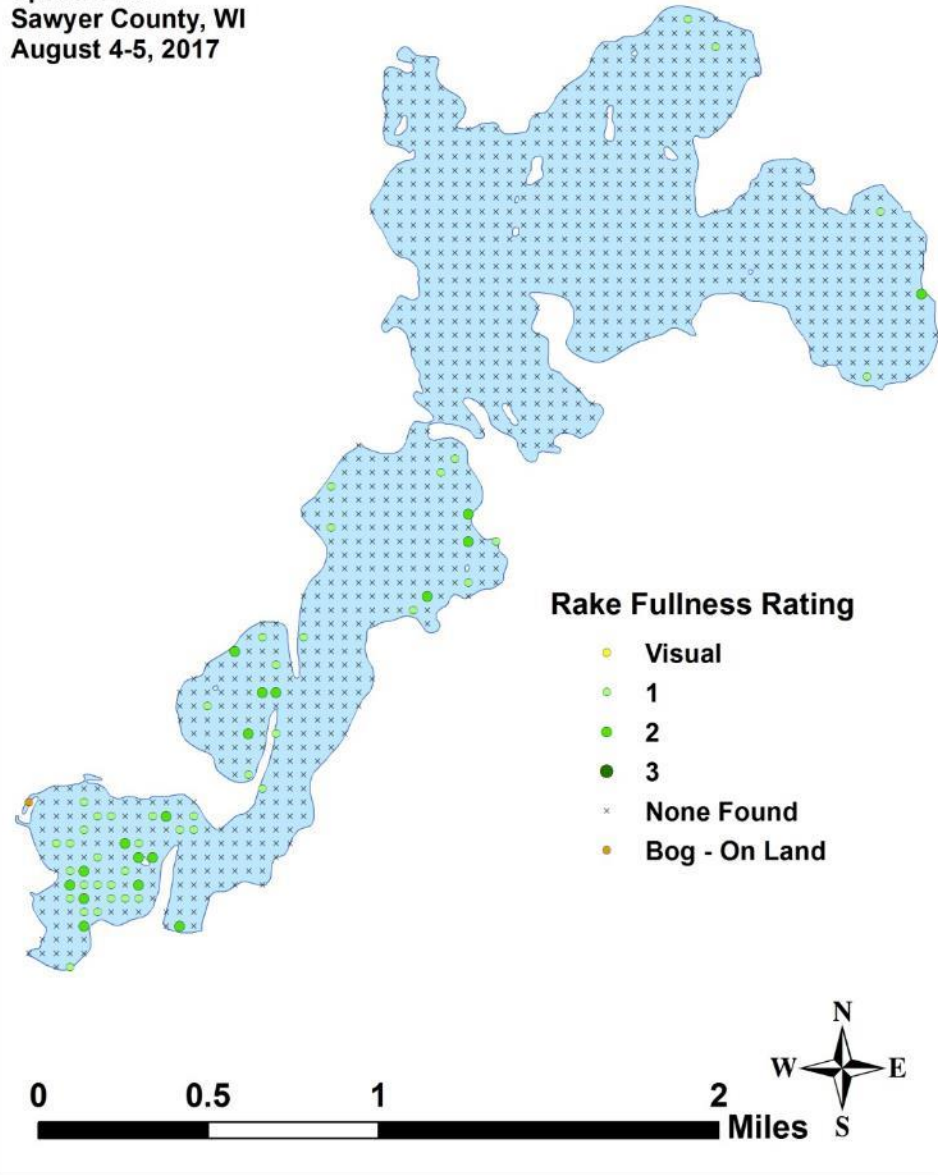 Sawyer County, WI
August 4-5, 2017
Rake Fullness Rating
Visual
1
2
3
None Found
Bog - On Land
N
W E
S
0 0.5 1 2
Miles